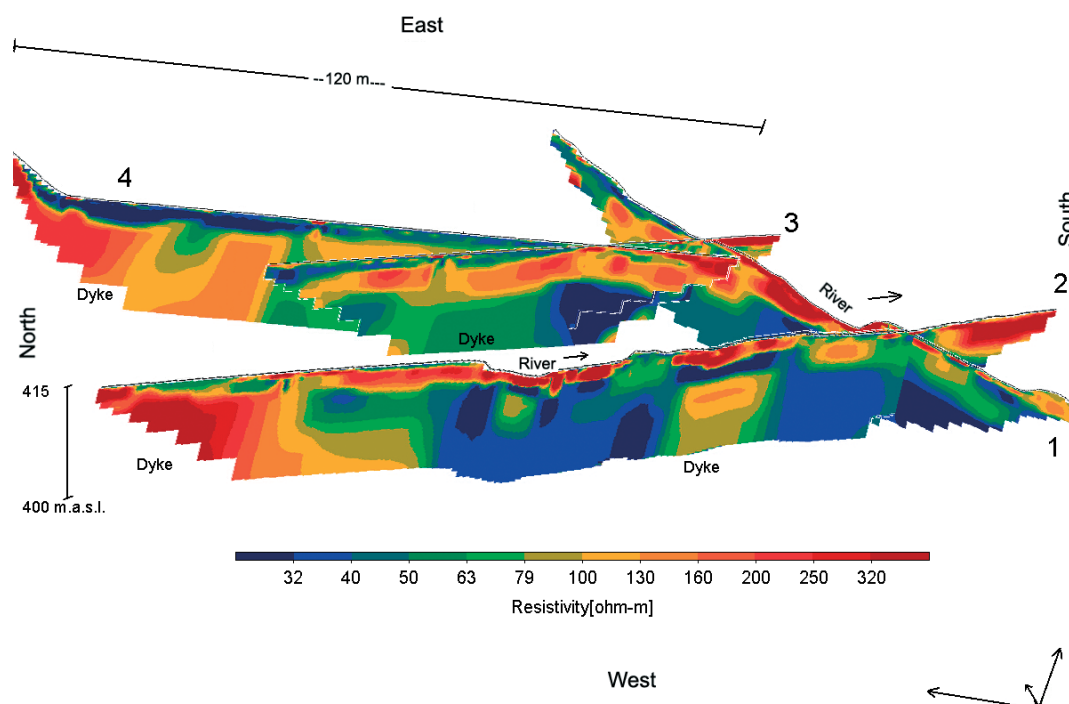 East
--120 m---
4
3
South
2
River
Dyke
Dyke
North
River
415
Dyke
Dyke
1
400 m.a.s.l.
32 40 50 63 79 100 130 160 200 250 320
Resistivity[ohm-m]
West